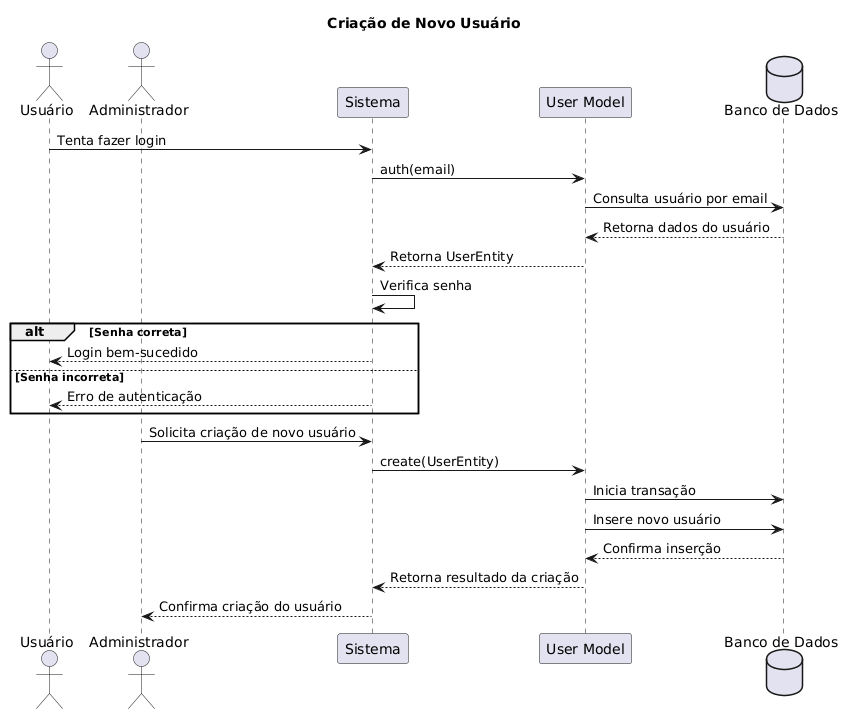 Criação de Novo Usuário
Usuário
Administrador
Sistema
User Model
Banco de Dados
Tenta fazer login
auth(email)
Consulta usuário por email
Retorna dados do usuário
Retorna UserEntity
Verifica senha
alt [Senha correta]
Login bem-sucedido
[Senha incorreta]
Erro de autenticação
Solicita criação de novo usuário
create(UserEntity)
Inicia transação
Insere novo usuário
Confirma inserção
Retorna resultado da criação
Confirma criação do usuário
Usuário
Administrador
Sistema
User Model
Banco de Dados